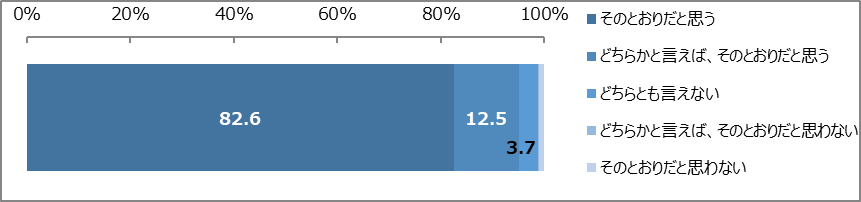 0% 20% 40% 60% 80% 100%
82.6 12.5
3.7
そのとおりだと思う
どちらかと言えば、そのとおりだと思う
どちらとも言えない
どちらかと言えば、そのとおりだと思わない
そのとおりだと思わない